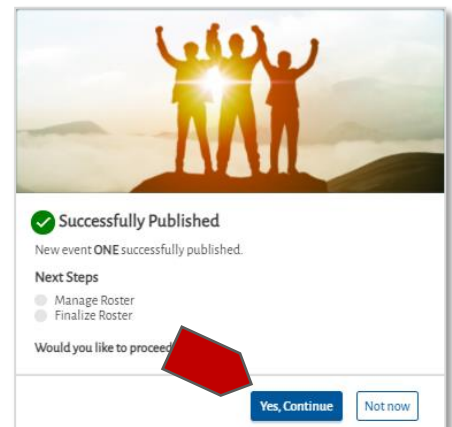 Successfully Published
New event ONE successfully published.
Next Steps
Manage Roster
Finalize Roster
Would you like to proceed
Yes, Continue
Not now